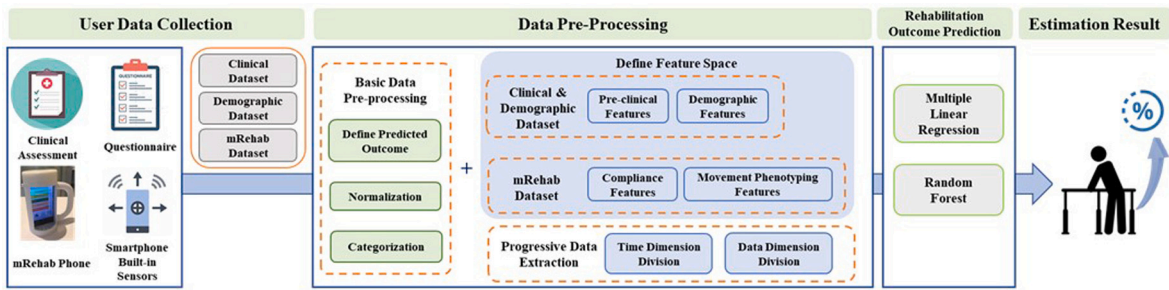 User Data Collection
Data Pre-Processing
Rehabilitation
Outcome Prediction
Estimation Result
QUESTIONNAIRE
Clinical
Assessment
Questionnaire
mRehab Phone
Smartphone
Built-in
Sensors
Clinical
Dataset
Demographic
Dataset
mRehab
Dataset
Basic Data
Pre-processing
Define Predicted
Outcome
Normalization
Categorization
+
Define Feature Space
Clinical &
Demographic
Dataset
Pre-clinical
Features
Demographic
Features
mRehab
Dataset
Compliance
Features
Movement Phenotyping
Features
Progressive Data
Extraction
Time Dimension
Division
Data Dimension
Division
Multiple
Linear
Regression
Random
Forest
%